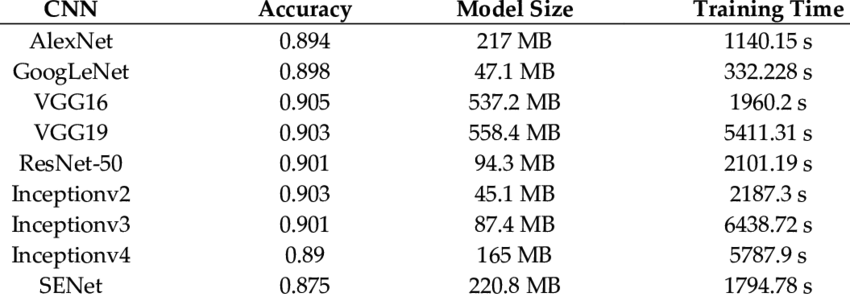 CNN Accuracy Model Size Training Time
AlexNet 0.894 217 MB 1140.15 s
GoogLeNet 0.898 47.1 MB 332.228 s
VGG16 0.905 537.2 MB 1960.2 s
VGG19 0.903 558.4 MB 5411.31 s
ResNet-50 0.901 94.3 MB 2101.19 s
Inceptionv2 0.903 45.1 MB 2187.3 s
Inceptionv3 0.901 87.4 MB 6438.72 s
Inceptionv4 0.89 165 MB 5787.9 s
SENet 0.875 220.8 MB 1794.78 s